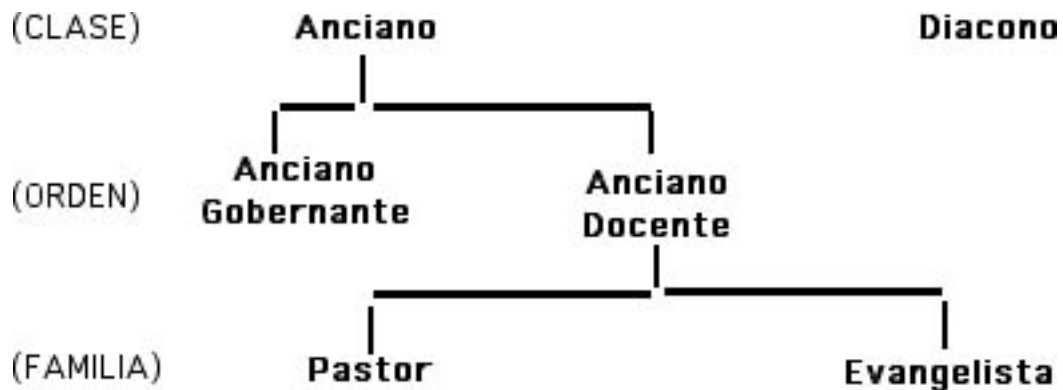 (CLASE) Anciano Diacono
(ORDEN) Anciano Gobernante Anciano Docente
(FAMILIA) Pastor Evangelista